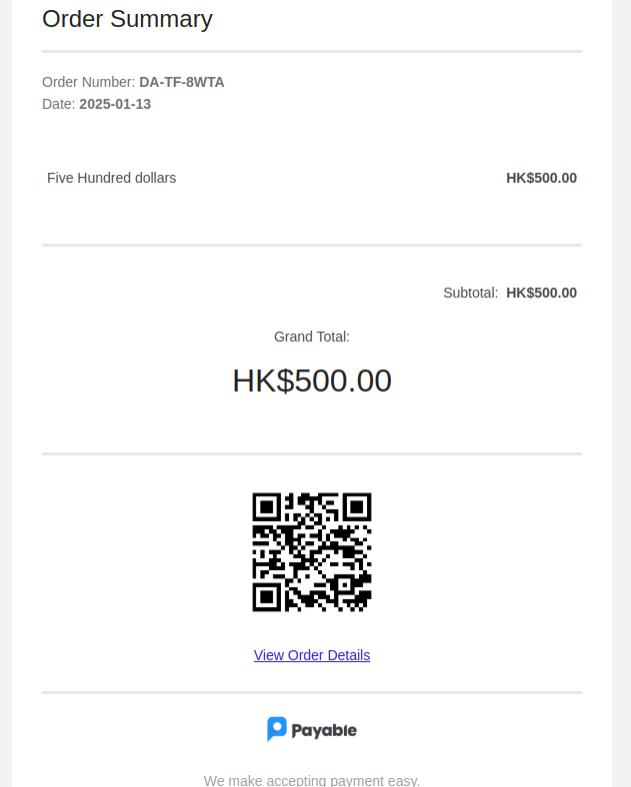 Order Summary
Order Number: DA-TF-8WTA
Date: 2025-01-13
Five Hundred dollars HK$500.00
Subtotal: HK$500.00
Grand Total:
HK$500.00
View Order Details
Payable
We make accepting payment easy.